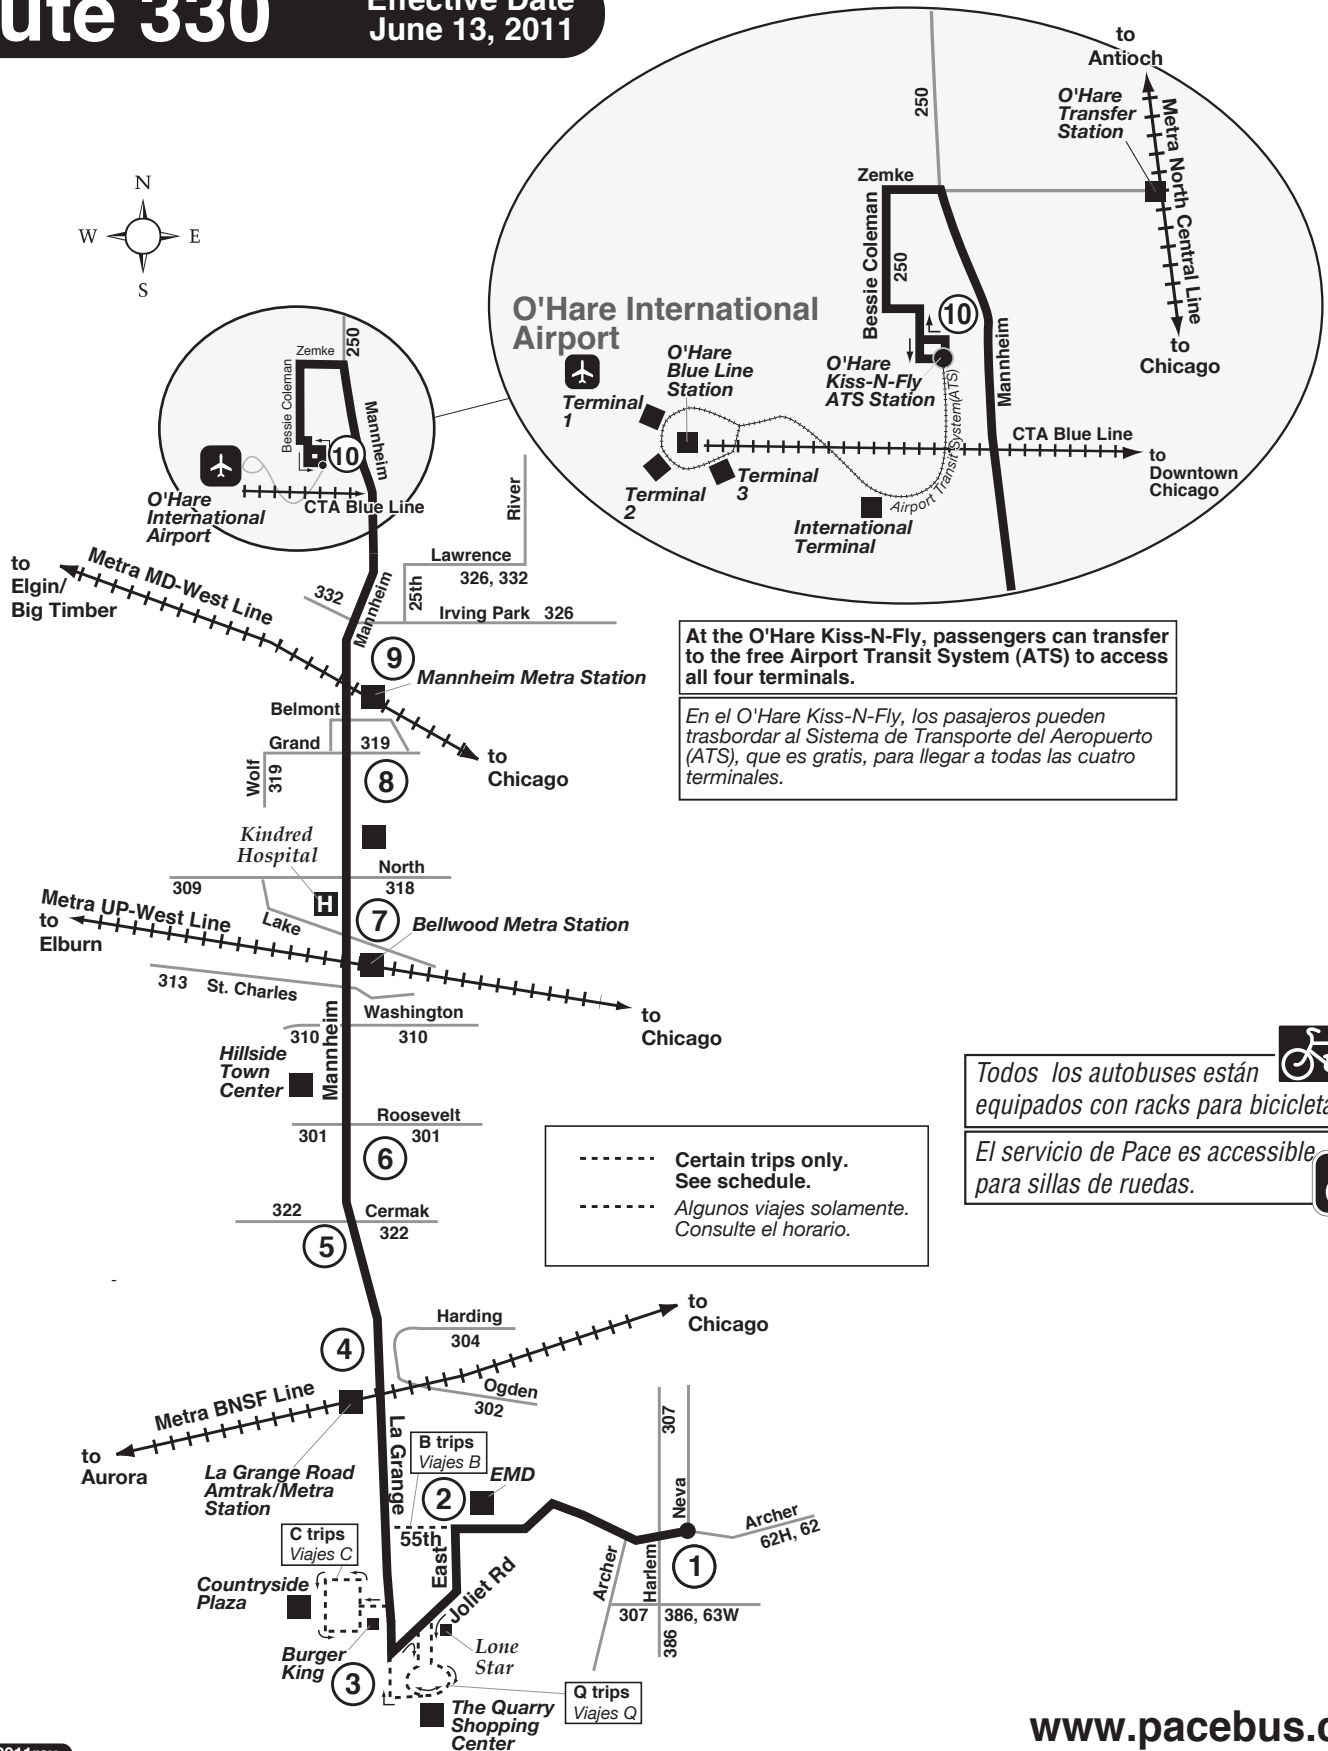 ute 330
Effective Date
June 13, 2011
N
W
E
S
to
Antioch
O'Hare
Transfer
Station
Metra North Central Line
to
Chicago
250
Zemke
Bessie Coleman
250
10
Mannheim
O'Hare International
Airport
O'Hare
Blue Line
Station
O'Hare
Kiss-N-Fly
ATS Station
Airport Transit System(ATS)
Terminal
1
Terminal
2
Terminal
3
International
Terminal
CTA Blue Line
to
Downtown
Chicago
Zemke
250
Bessie Coleman
Mannheim
10
CTA Blue Line
O'Hare
International
Airport
River
Lawrence
326, 332
25th
332
Mannheim
Irving Park 326
to
Elgin/
Big Timber
Metra MD-West Line
9
Mannheim Metra Station
Belmont
Grand
319
Wolf
319
8
to
Chicago
At the O'Hare Kiss-N-Fly, passengers can transfer
to the free Airport Transit System (ATS) to access
all four terminals.
En el O'Hare Kiss-N-Fly, los pasajeros pueden
trasbordar al Sistema de Transporte del Aeropuerto
(ATS), que es gratis, para llegar a todas las cuatro
terminales.
Kindred
Hospital
North
309
318
H
7
Lake
Metra UP-West Line
to
Elburn
Bellwood Metra Station
313 St. Charles
to
Chicago
Washington
310
310
Mannheim
Hillside
Town
Center
Roosevelt
301
301
6
322
Cermak
322
5
Todos los autobuses están
equipados con racks para bicicleta
El servicio de Pace es accessible
para sillas de ruedas.
Certain trips only.
See schedule.
Algunos viajes solamente.
Consulte el horario.
4
Harding
304
to
Chicago
Ogden
302
Metra BNSF Line
to
Aurora
La Grange Road
Amtrak/Metra
Station
La Grange
B trips
Viajes B
2
EMD
55th
East
Joliet Rd
307
Neva
Archer
62H, 62
1
Archer
Harlem
307
386, 63W
386
C trips
Viajes C
Countryside
Plaza
Burger
King
3
Lone
Star
Q trips
Viajes Q
The Quarry
Shopping
Center
www.pacebus.c